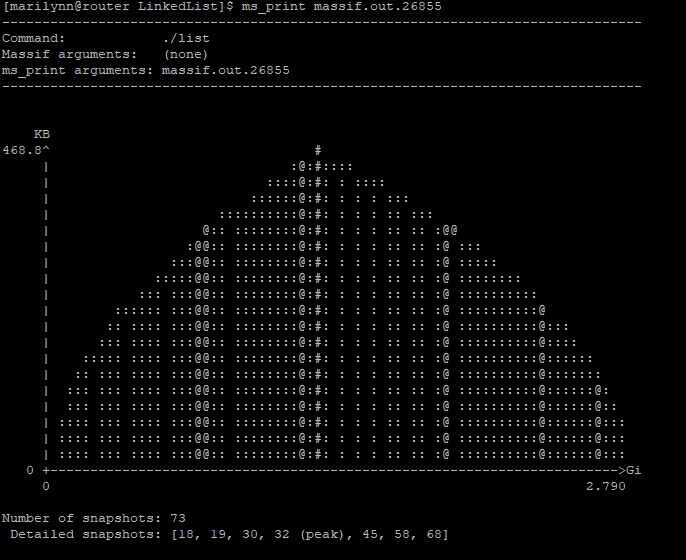 [marilynn@router LinkedList]$ ms_print massif.out.26855
--------------------------------------------------------------------------------
Command:            ./list
Massif arguments:   (none)
ms_print arguments: massif.out.26855
--------------------------------------------------------------------------------
    KB
468.8^                                 #
     |                              :@:#::::
     |                           ::::@:#: : ::::
     |                         ::::::@:#: : : : :::
     |                     ::::::::::@:#: : : : :: :::
     |                   @:: ::::::::@:#: : : : :: : :@@
     |                 :@@:: ::::::::@:#: : : : :: : :@ :::
     |               :::@@:: ::::::::@:#: : : : :: : :@ :::::
     |             :::::@@:: ::::::::@:#: : : : :: : :@ ::::::::
     |           ::: :::@@:: ::::::::@:#: : : : :: : :@ ::::::::::
     |        :::::: :::@@:: ::::::::@:#: : : : :: : :@ ::::::::::@
     |       :: :::: :::@@:: ::::::::@:#: : : : :: : :@ ::::::::::@:::
     |      ::: :::: :::@@:: ::::::::@:#: : : : :: : :@ ::::::::::@::::
     |    ::::: :::: :::@@:: ::::::::@:#: : : : :: : :@ ::::::::::@::::::
     |   :: ::: :::: :::@@:: ::::::::@:#: : : : :: : :@ ::::::::::@:::::::
     |  ::: ::: :::: :::@@:: ::::::::@:#: : : : :: : :@ ::::::::::@::::::@:
     |  ::: ::: :::: :::@@:: ::::::::@:#: : : : :: : :@ ::::::::::@::::::@::
     | :::: ::: :::: :::@@:: ::::::::@:#: : : : :: : :@ ::::::::::@::::::@:::
     | :::: ::: :::: :::@@:: ::::::::@:#: : : : :: : :@ ::::::::::@::::::@:::
     | :::: ::: :::: :::@@:: ::::::::@:#: : : : :: : :@ ::::::::::@::::::@:::
   0 +----------------------------------------------------------------------->Gi
     0                                                                   2.790
Number of snapshots: 73
 Detailed snapshots: [18, 19, 30, 32 (peak), 45, 58, 68]